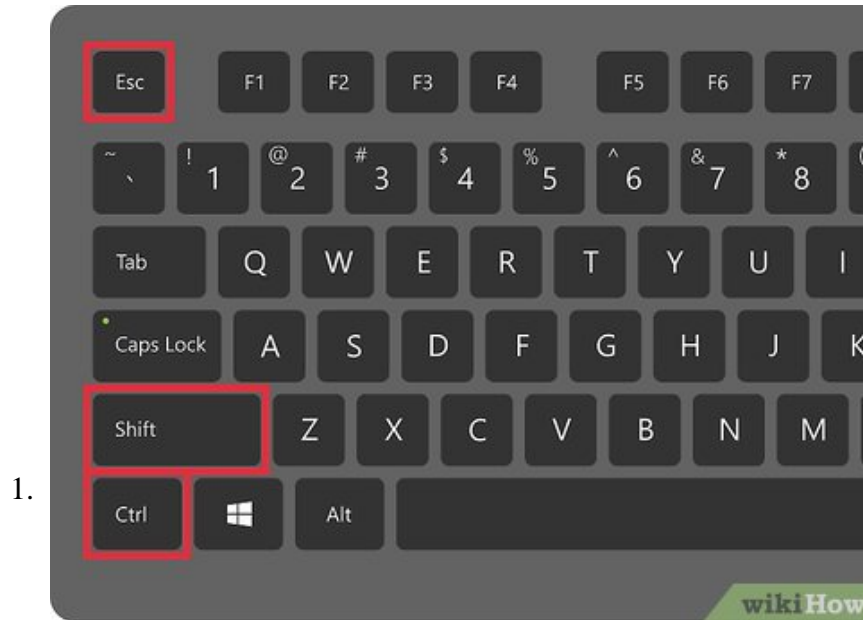 Esc F1 F2 F3 F4 F5 F6 F7
~ ` ! 1 @ 2 # 3 $ 4 % 5 ^ 6 & 7 * 8
Tab Q W E R T Y U I
Caps Lock A S D F G H J K
Shift Z X C V B N M
1.
Ctrl Alt
wikiHow